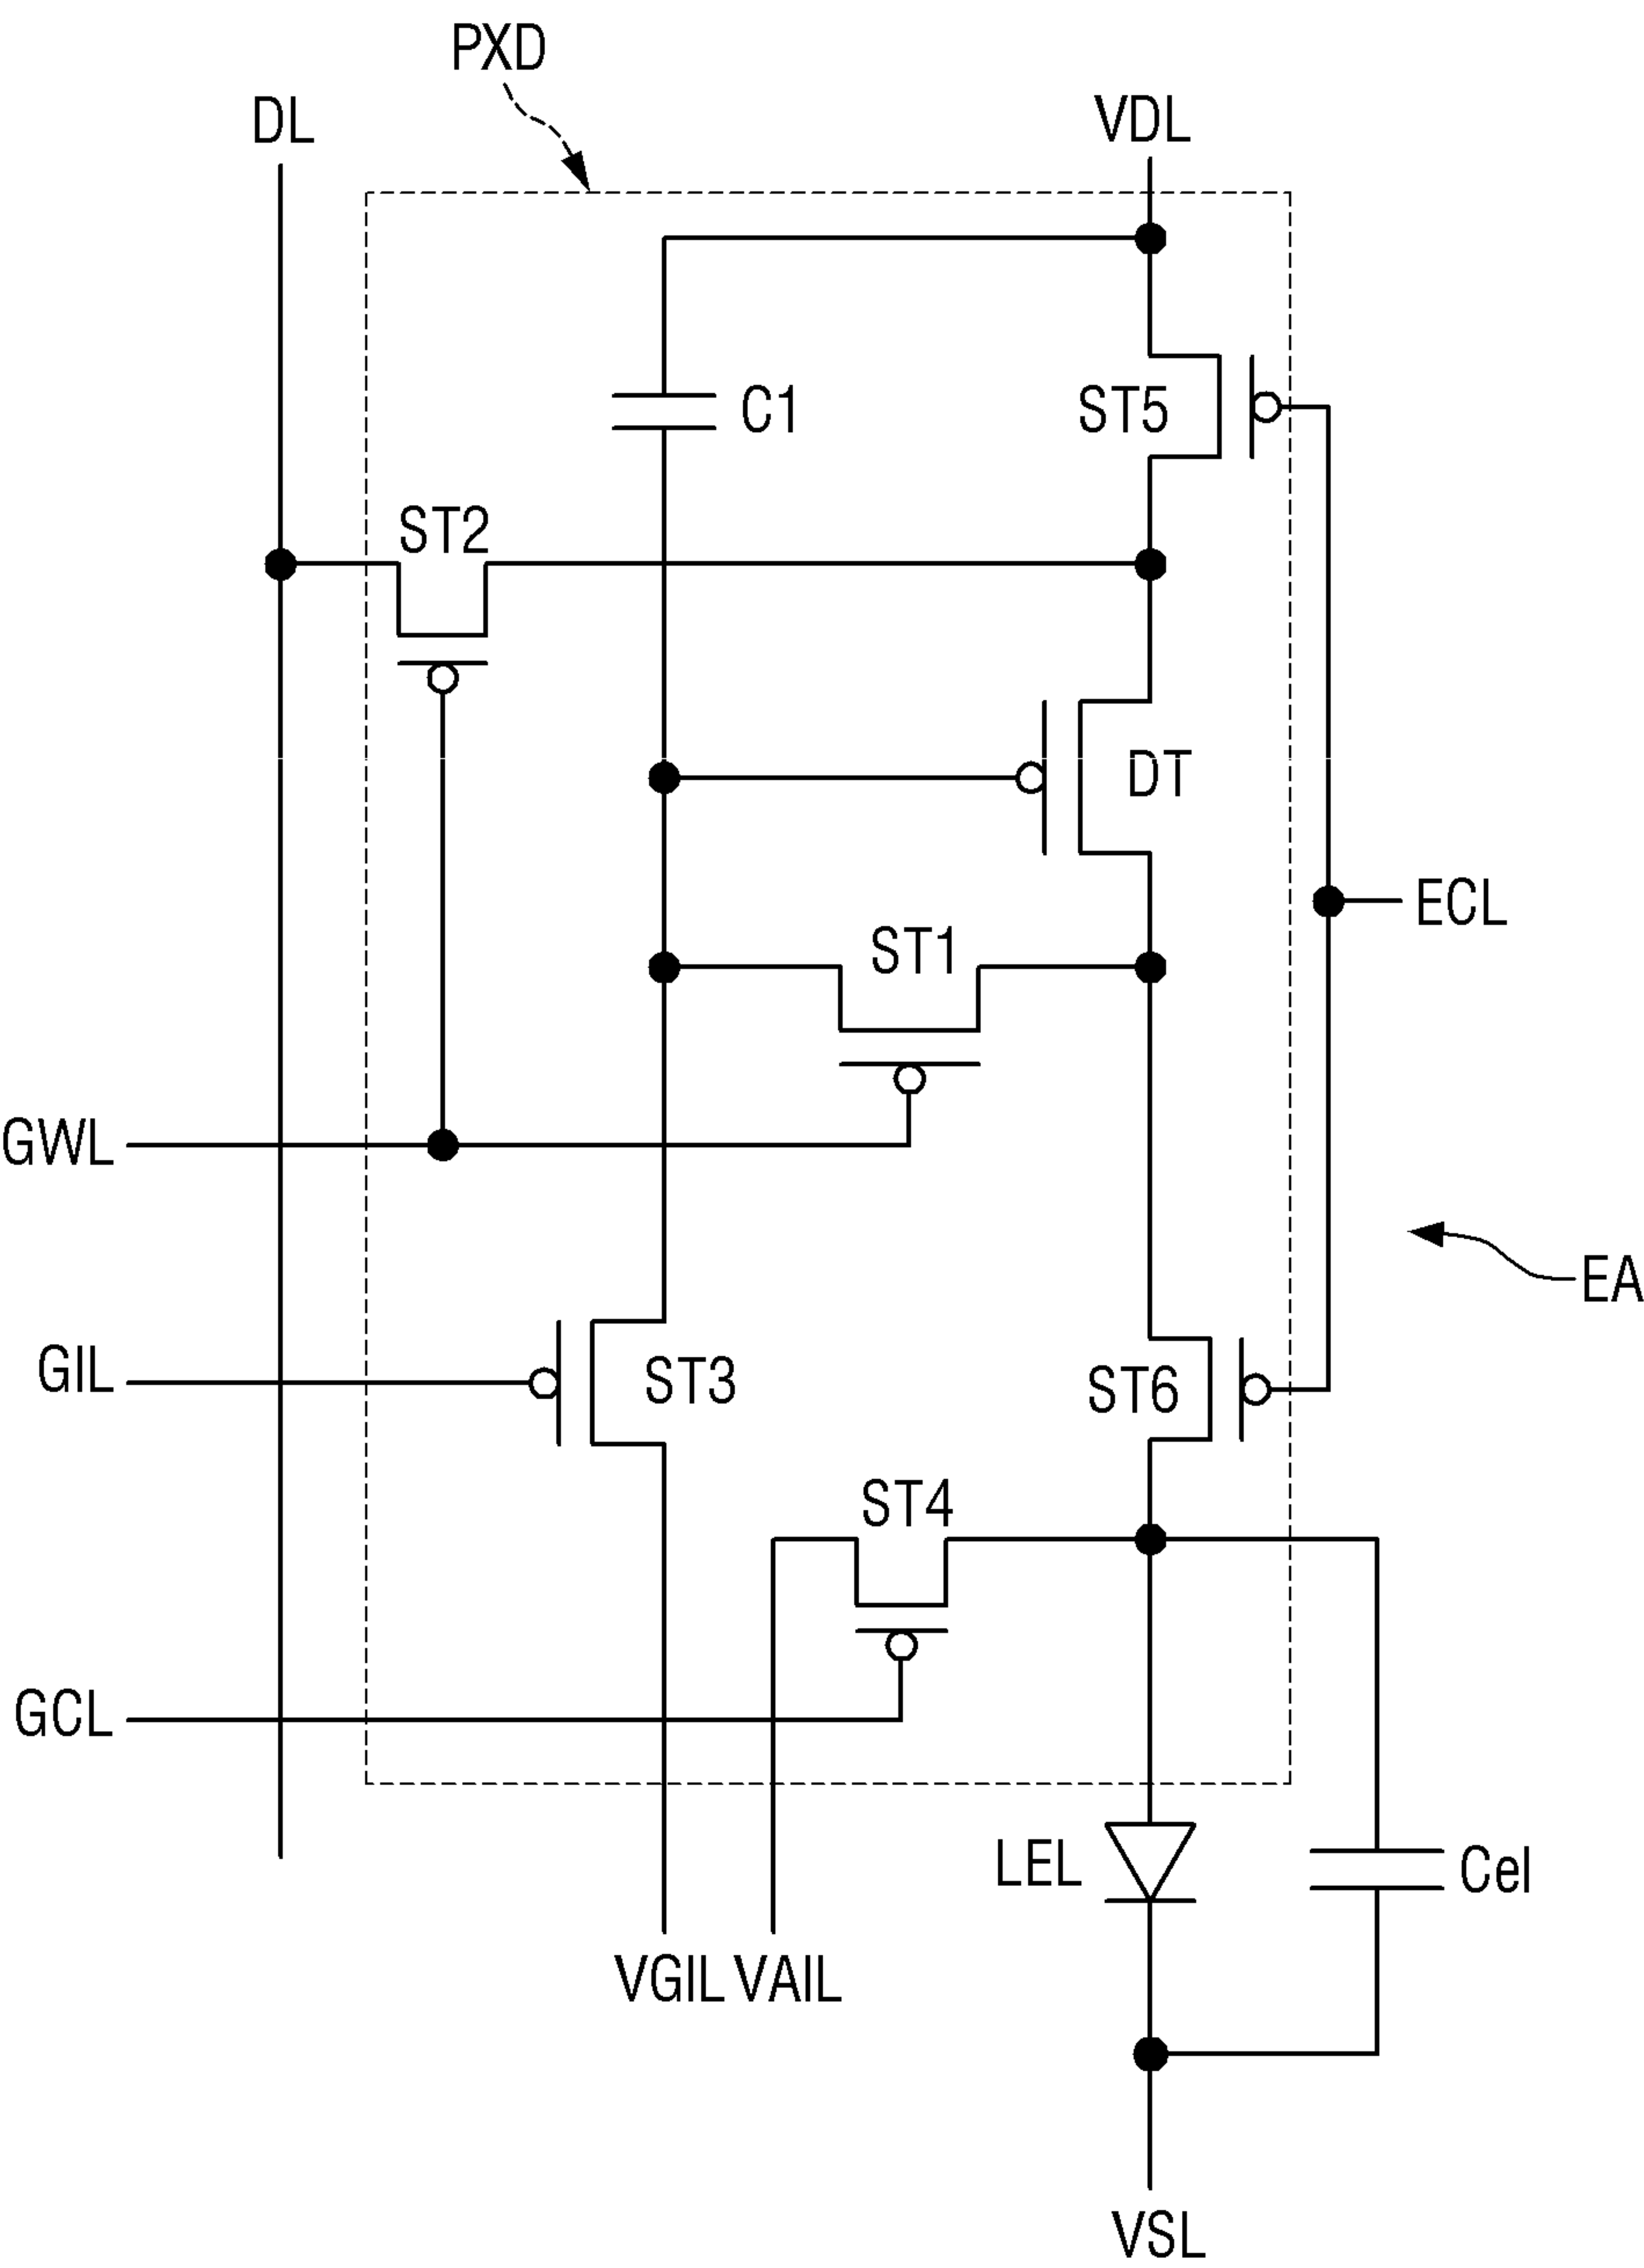 PXD
DL
VDL
C1
ST5
ST2
DT
ECL
ST1
GWL
EA
GIL
ST3
ST6
ST4
GCL
LEL
Cel
VGIL VAIL
VSL